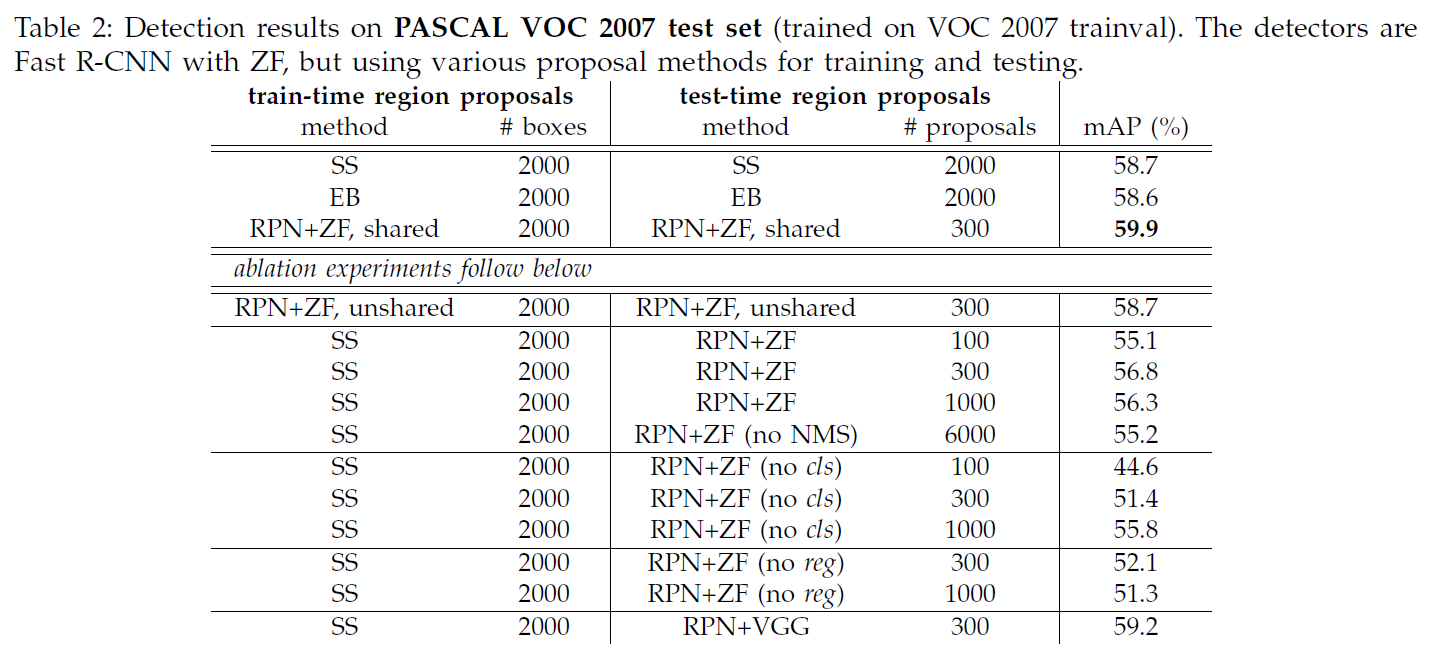 Table 2: Detection results on PASCAL VOC 2007 test set (trained on VOC 2007 trainval). The detectors are
Fast R-CNN with ZF, but using various proposal methods for training and testing.
train-time region proposals test-time region proposals
method # boxes method # proposals mAP (%)
SS 2000 SS 2000 58.7
EB 2000 EB 2000 58.6
RPN+ZF, shared 2000 RPN+ZF, shared 300 59.9
ablation experiments follow below
RPN+ZF, unshared 2000 RPN+ZF, unshared 300 58.7
SS 2000 RPN+ZF 100 55.1
SS 2000 RPN+ZF 300 56.8
SS 2000 RPN+ZF 1000 56.3
SS 2000 RPN+ZF (no NMS) 6000 55.2
SS 2000 RPN+ZF (no cls) 100 44.6
SS 2000 RPN+ZF (no cls) 300 51.4
SS 2000 RPN+ZF (no cls) 1000 55.8
SS 2000 RPN+ZF (no reg) 300 52.1
SS 2000 RPN+ZF (no reg) 1000 51.3
SS 2000 RPN+VGG 300 59.2